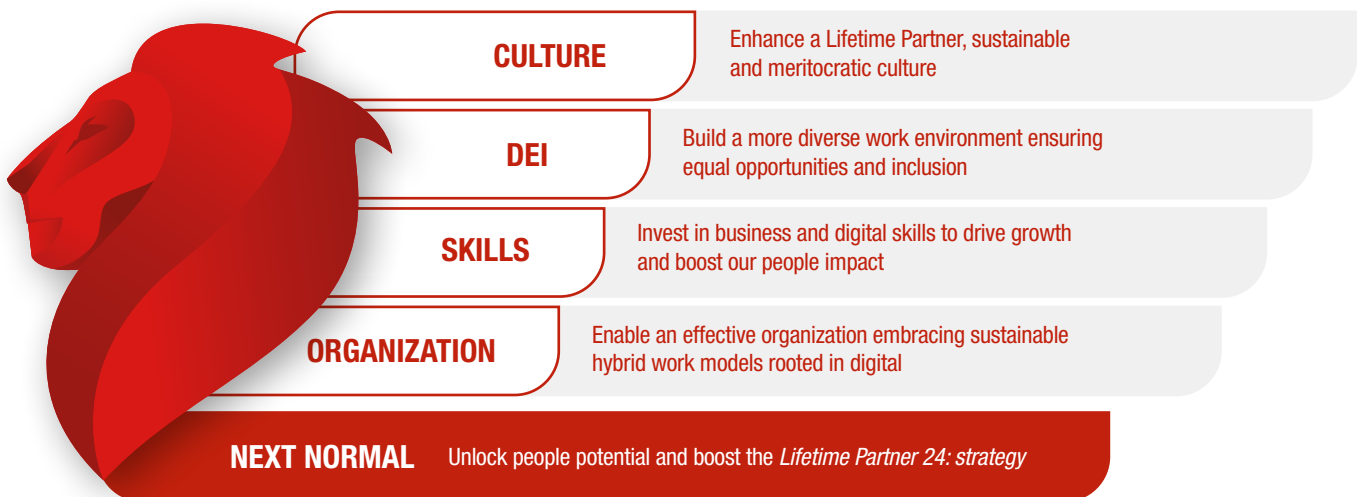 CULTURE
Enhance a Lifetime Partner, sustainable
and meritocratic culture
DEI
Build a more diverse work environment ensuring
equal opportunities and inclusion
SKILLS
Invest in business and digital skills to drive growth
and boost our people impact
ORGANIZATION
Enable an effective organization embracing sustainable
hybrid work models rooted in digital
NEXT NORMAL Unlock people potential and boost the Lifetime Partner 24: strategy